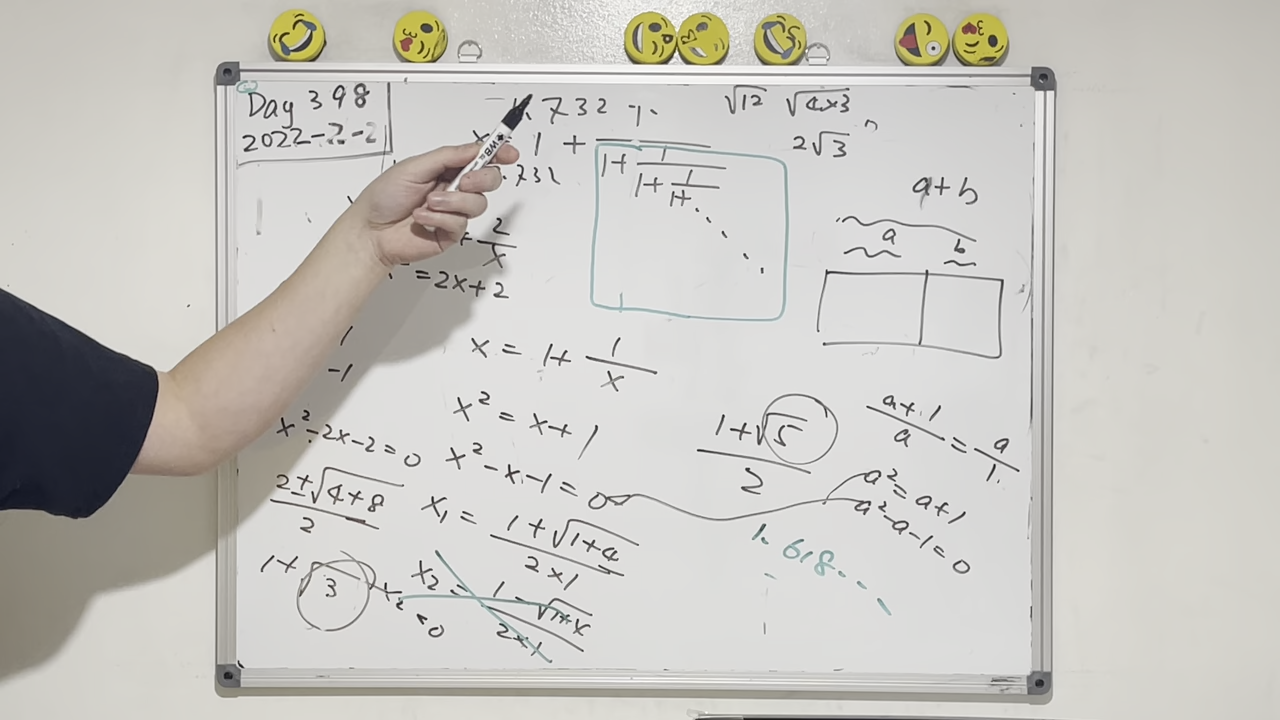 Day 398
2022-2-2
.732
√12 √4×3
2√3
x = 1 +
1+ 1
1+ 1
1+ . . . . .
.732
a+b
a b
+ 2/x
= 2x+2
1
-1
x = 1+ 1/x
x² = x+1
x²-2x-2=0
x²-x-1=0
(1+√5)/2
(a+1)/a = a/1
a²=a+1
a²-a-1=0
(2±√4+8)/2
x₁ = (1+√1+4)/(2×1)
1.618...
1+√3
x₂ =
2×1
<0